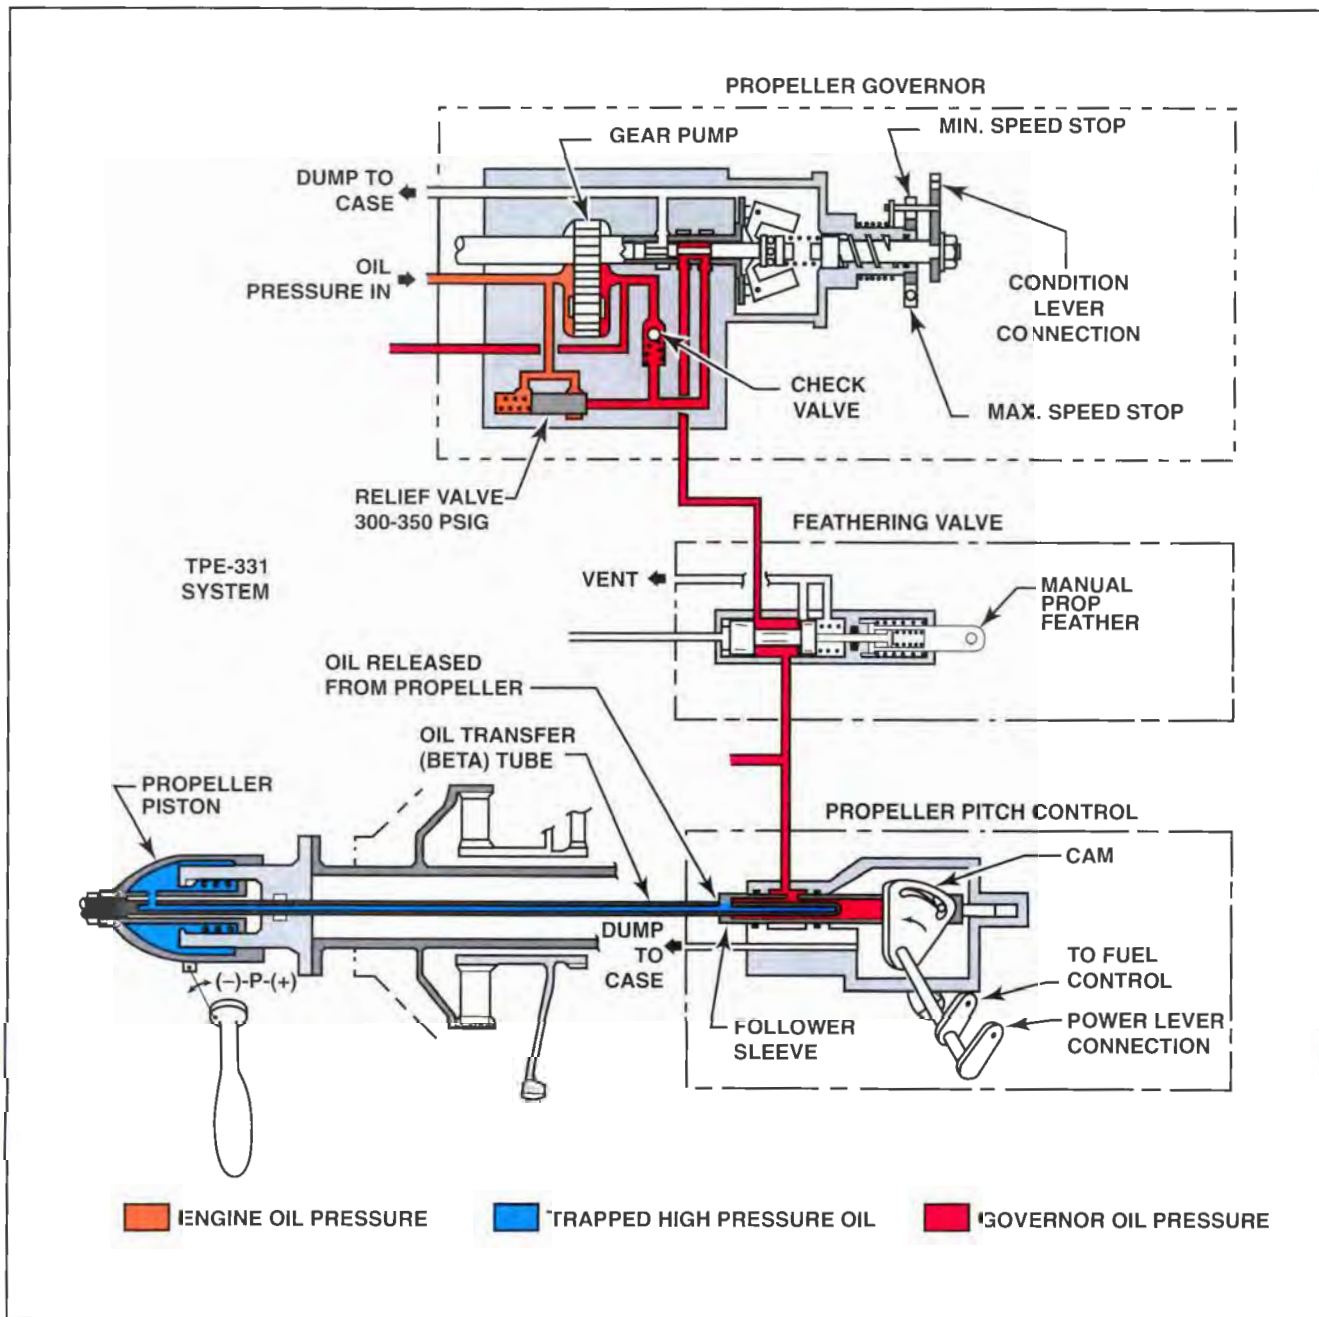 PROPELLER GOVERNOR
GEAR PUMP
MIN. SPEED STOP
DUMP TO
CASE
OIL
PRESSURE IN
CONDITION
LEVER
CONNECTION
CHECK
VALVE
MAX. SPEED STOP
RELIEF VALVE
300-350 PSIG
FEATHERING VALVE
TPE-331
SYSTEM
VENT
MANUAL
PROP
FEATHER
OIL RELEASED
FROM PROPELLER
OIL TRANSFER
(BETA) TUBE
PROPELLER
PISTON
PROPELLER PITCH CONTROL
CAM
DUMP
TO
CASE
TO FUEL
CONTROL
(–)-P-(+)
FOLLOWER
SLEEVE
POWER LEVER
CONNECTION
ENGINE OIL PRESSURE
TRAPPED HIGH PRESSURE OIL
GOVERNOR OIL PRESSURE